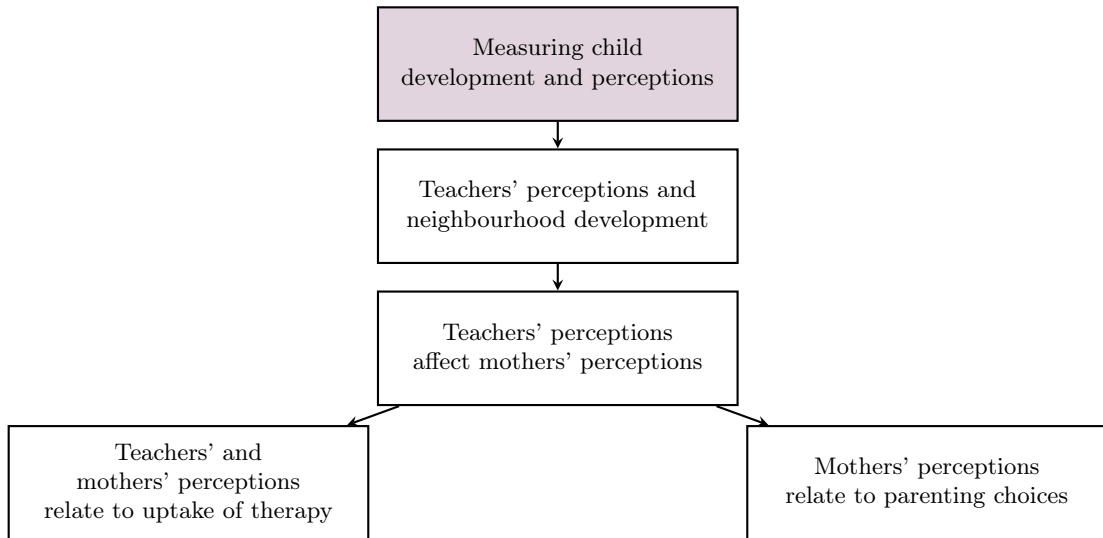 Measuring child
development and perceptions
Teachers’ perceptions and
neighbourhood development
Teachers’ perceptions
affect mothers’ perceptions
Teachers’ and
mothers’ perceptions
relate to uptake of therapy
Mothers’ perceptions
relate to parenting choices